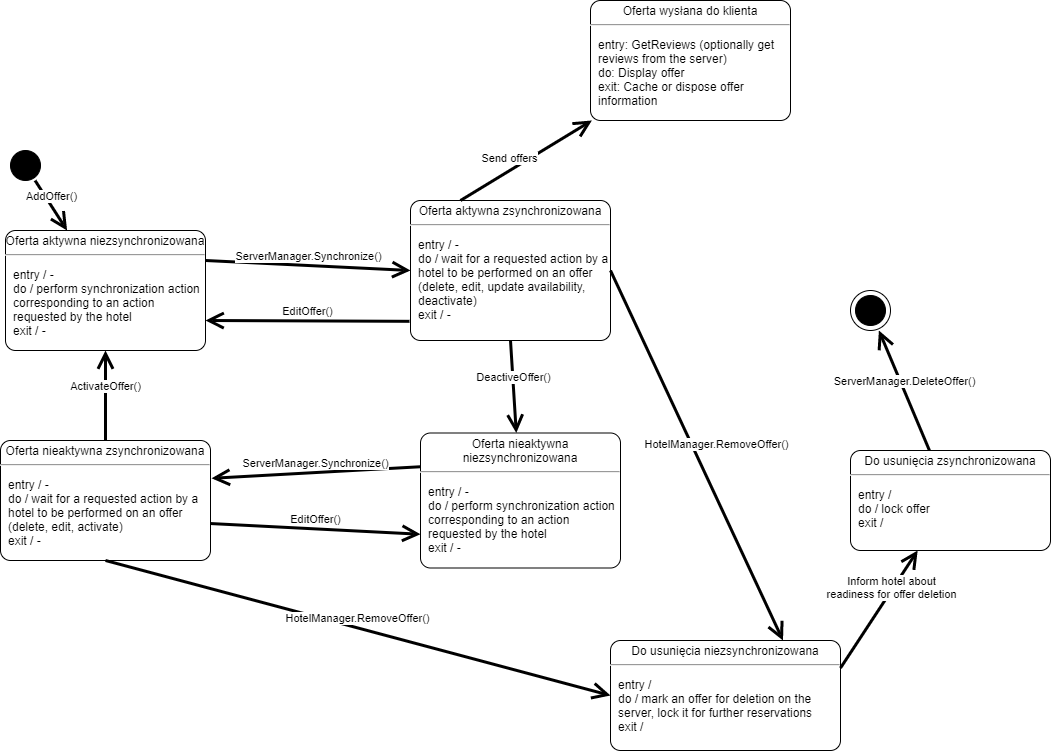 Oferta wysłana do klienta
entry: GetReviews (optionally get
reviews from the server)
do: Display offer
exit: Cache or dispose offer
information
Send offers
AddOffer()
Oferta aktywna niezsynchronizowana
entry / -
do / perform synchronization action
corresponding to an action
requested by the hotel
exit / -
ServerManager.Synchronize()
EditOffer()
Oferta aktywna zsynchronizowana
entry / -
do / wait for a requested action by a
hotel to be performed on an offer
(delete, edit, update availability,
deactivate)
exit / -
ActivateOffer()
DeactiveOffer()
HotelManager.RemoveOffer()
ServerManager.DeleteOffer()
Oferta nieaktywna zsynchronizowana
entry / -
do / wait for a requested action by a
hotel to be performed on an offer
(delete, edit, activate)
exit / -
ServerManager.Synchronize()
EditOffer()
Oferta nieaktywna
niezsynchronizowana
entry / -
do / perform synchronization action
corresponding to an action
requested by the hotel
exit / -
Do usunięcia zsynchronizowana
entry /
do / lock offer
exit /
Inform hotel about
readiness for offer deletion
HotelManager.RemoveOffer()
Do usunięcia niezsynchronizowana
entry /
do / mark an offer for deletion on the
server, lock it for further reservations
exit /